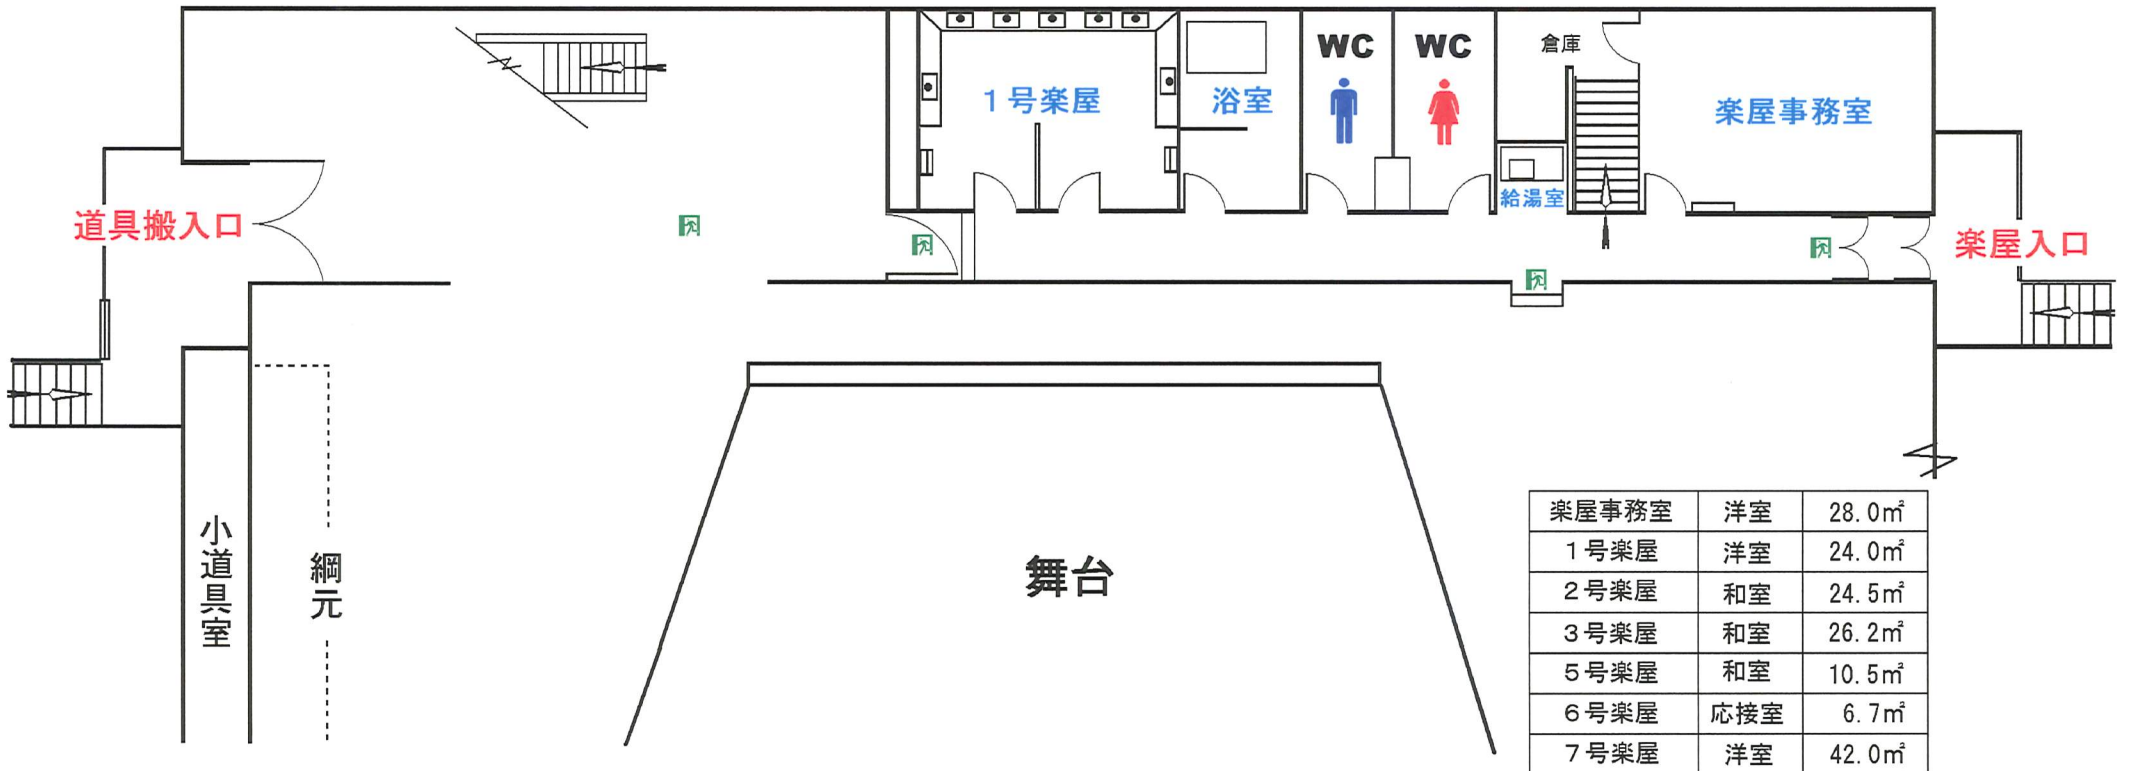 WC
WC
倉庫
1号楽屋
浴室
楽屋事務室
給湯室
道具搬入口
楽屋入口
小道具室
綱元
舞台
楽屋事務室 洋室 28.0㎡
1号楽屋 洋室 24.0㎡
2号楽屋 和室 24.5㎡
3号楽屋 和室 26.2㎡
5号楽屋 和室 10.5㎡
6号楽屋 応接室 6.7㎡
7号楽屋 洋室 42.0㎡